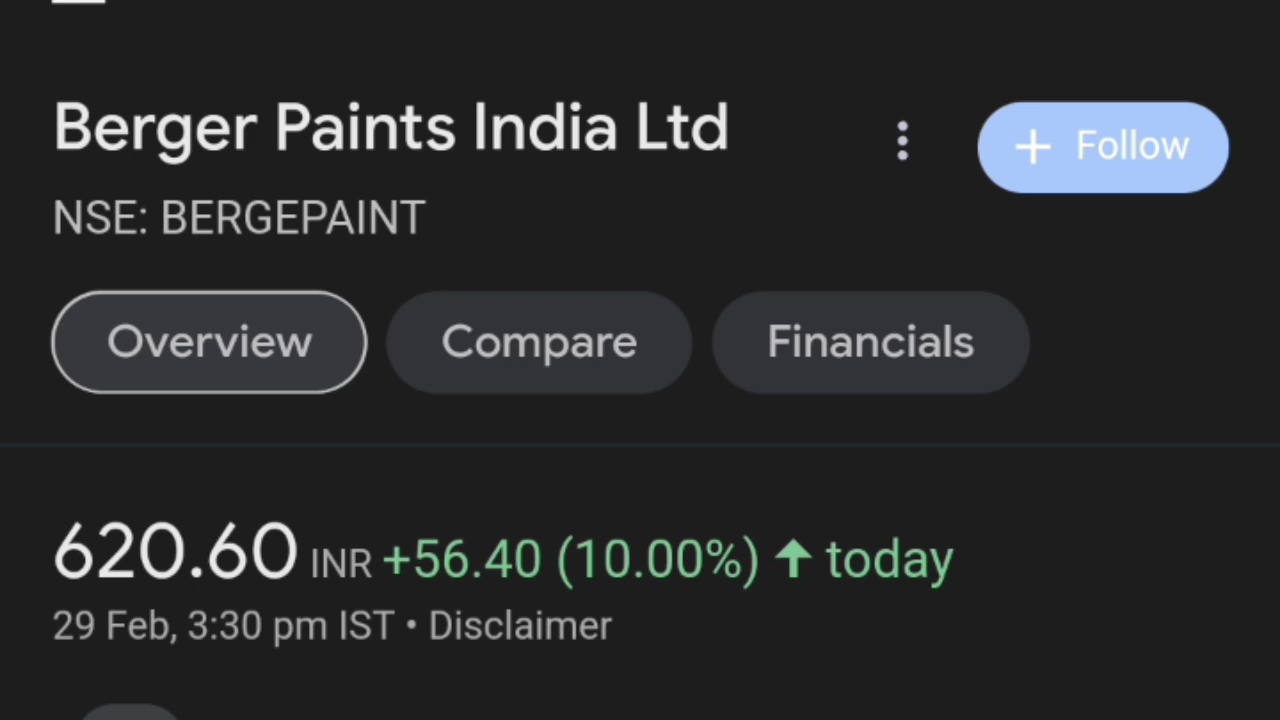 Berger Paints India Ltd
+ Follow
NSE: BERGEPAINT
Overview Compare Financials
620.60 INR +56.40 (10.00%) ↑ today
29 Feb, 3:30 pm IST • Disclaimer